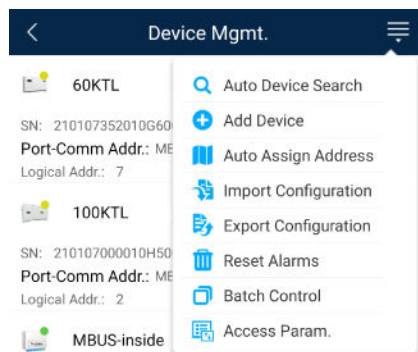 Device Mgmt.
60KTL
SN: 210107352010G60
Port-Comm Addr.: ME
Logical Addr.: 7
100KTL
SN: 210107000010H50
Port-Comm Addr.: ME
Logical Addr.: 2
MBUS-inside
Auto Device Search
Add Device
Auto Assign Address
Import Configuration
Export Configuration
Reset Alarms
Batch Control
Access Param.